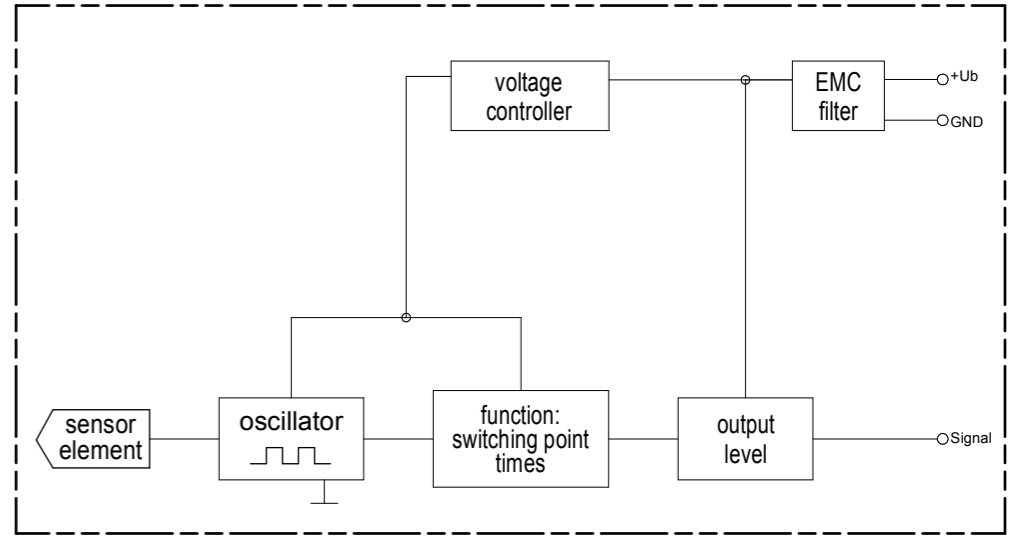 voltage
controller
EMC
filter
+Ub
GND
sensor
element
oscillator
function:
switching point
times
output
level
Signal